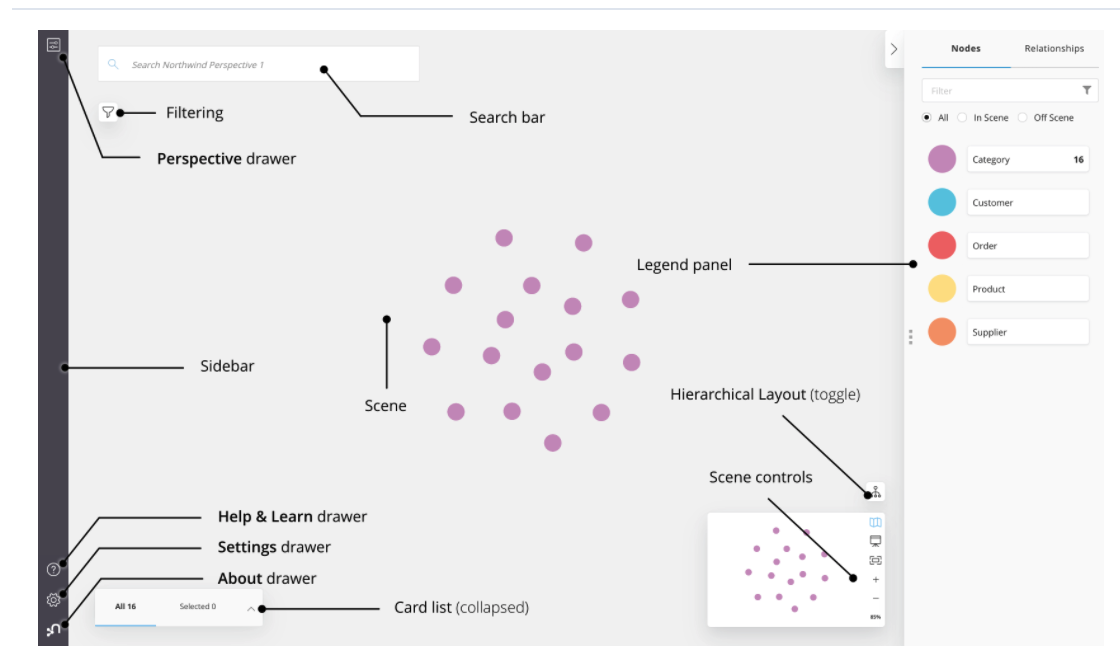 Nodes
Relationships
Search Northwind Perspective 1
Filter
Filtering
Search bar
All
In Scene
Off Scene
Perspective drawer
Category 16
Customer
Order
Legend panel
Product
Supplier
Sidebar
Scene
Hierarchical Layout (toggle)
Scene controls
Help & Learn drawer
Settings drawer
About drawer
All 16
Selected 0
Card list (collapsed)
85%